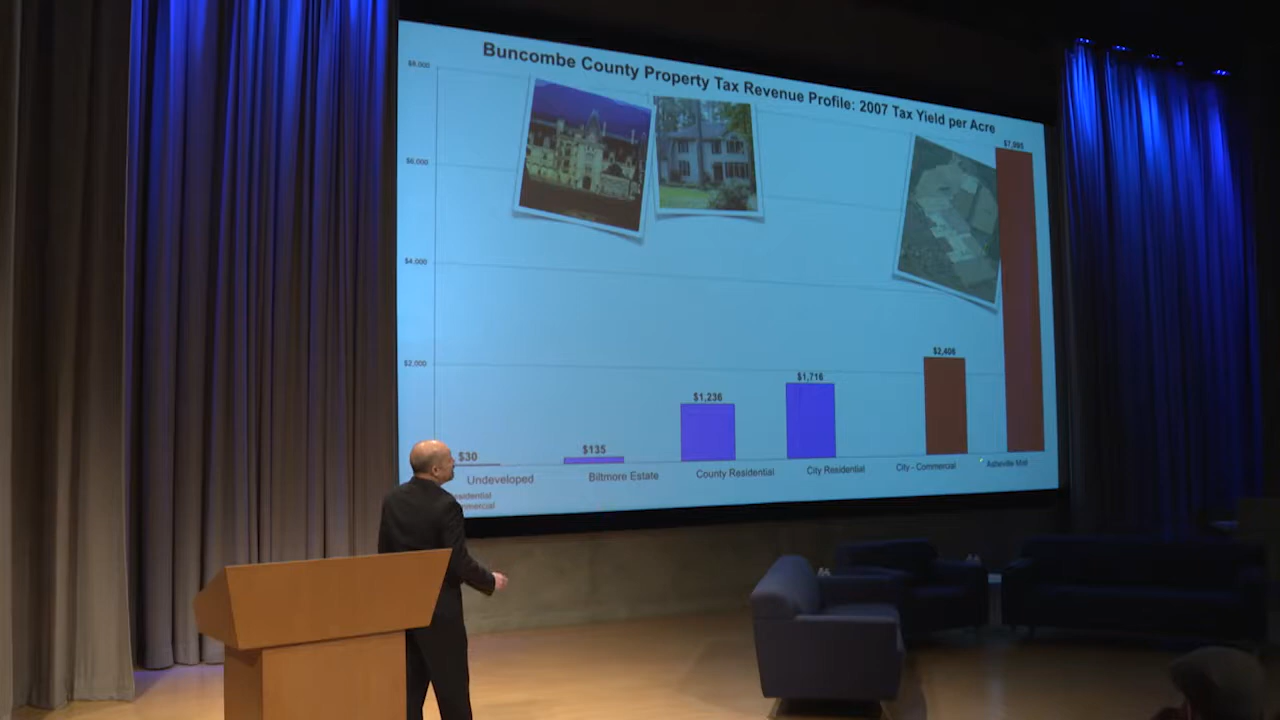 Buncombe County Property Tax Revenue Profile: 2007 Tax Yield per Acre
$8,000
$6,000
$4,000
$2,000
$30
$135
$1,236
$1,716
$2,406
$7,995
Undeveloped
Biltmore Estate
County Residential
City Residential
City - Commercial
Asheville Mall
esidential
mmercial